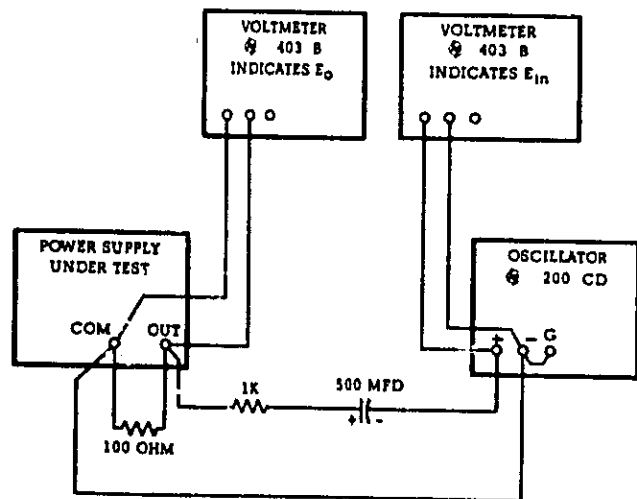 VOLTMETER
403 B
INDICATES Eo
VOLTMETER
403 B
INDICATES Ein
POWER SUPPLY
UNDER TEST
COM
OUT
100 OHM
1K
500 MFD
+ -
OSCILLATOR
200 CD
+ - G